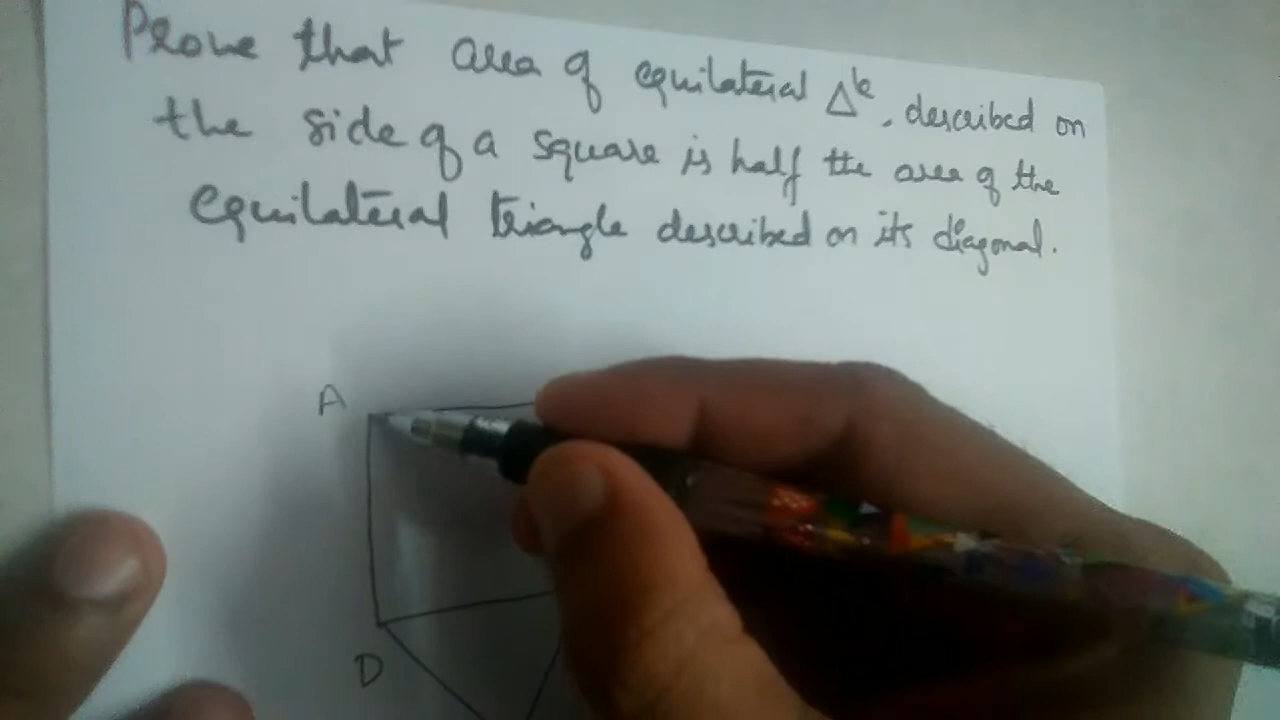 Prove that area of equilateral Δle, described on
the side of a square is half the area of the
equilateral triangle described on its diagonal.
A
D